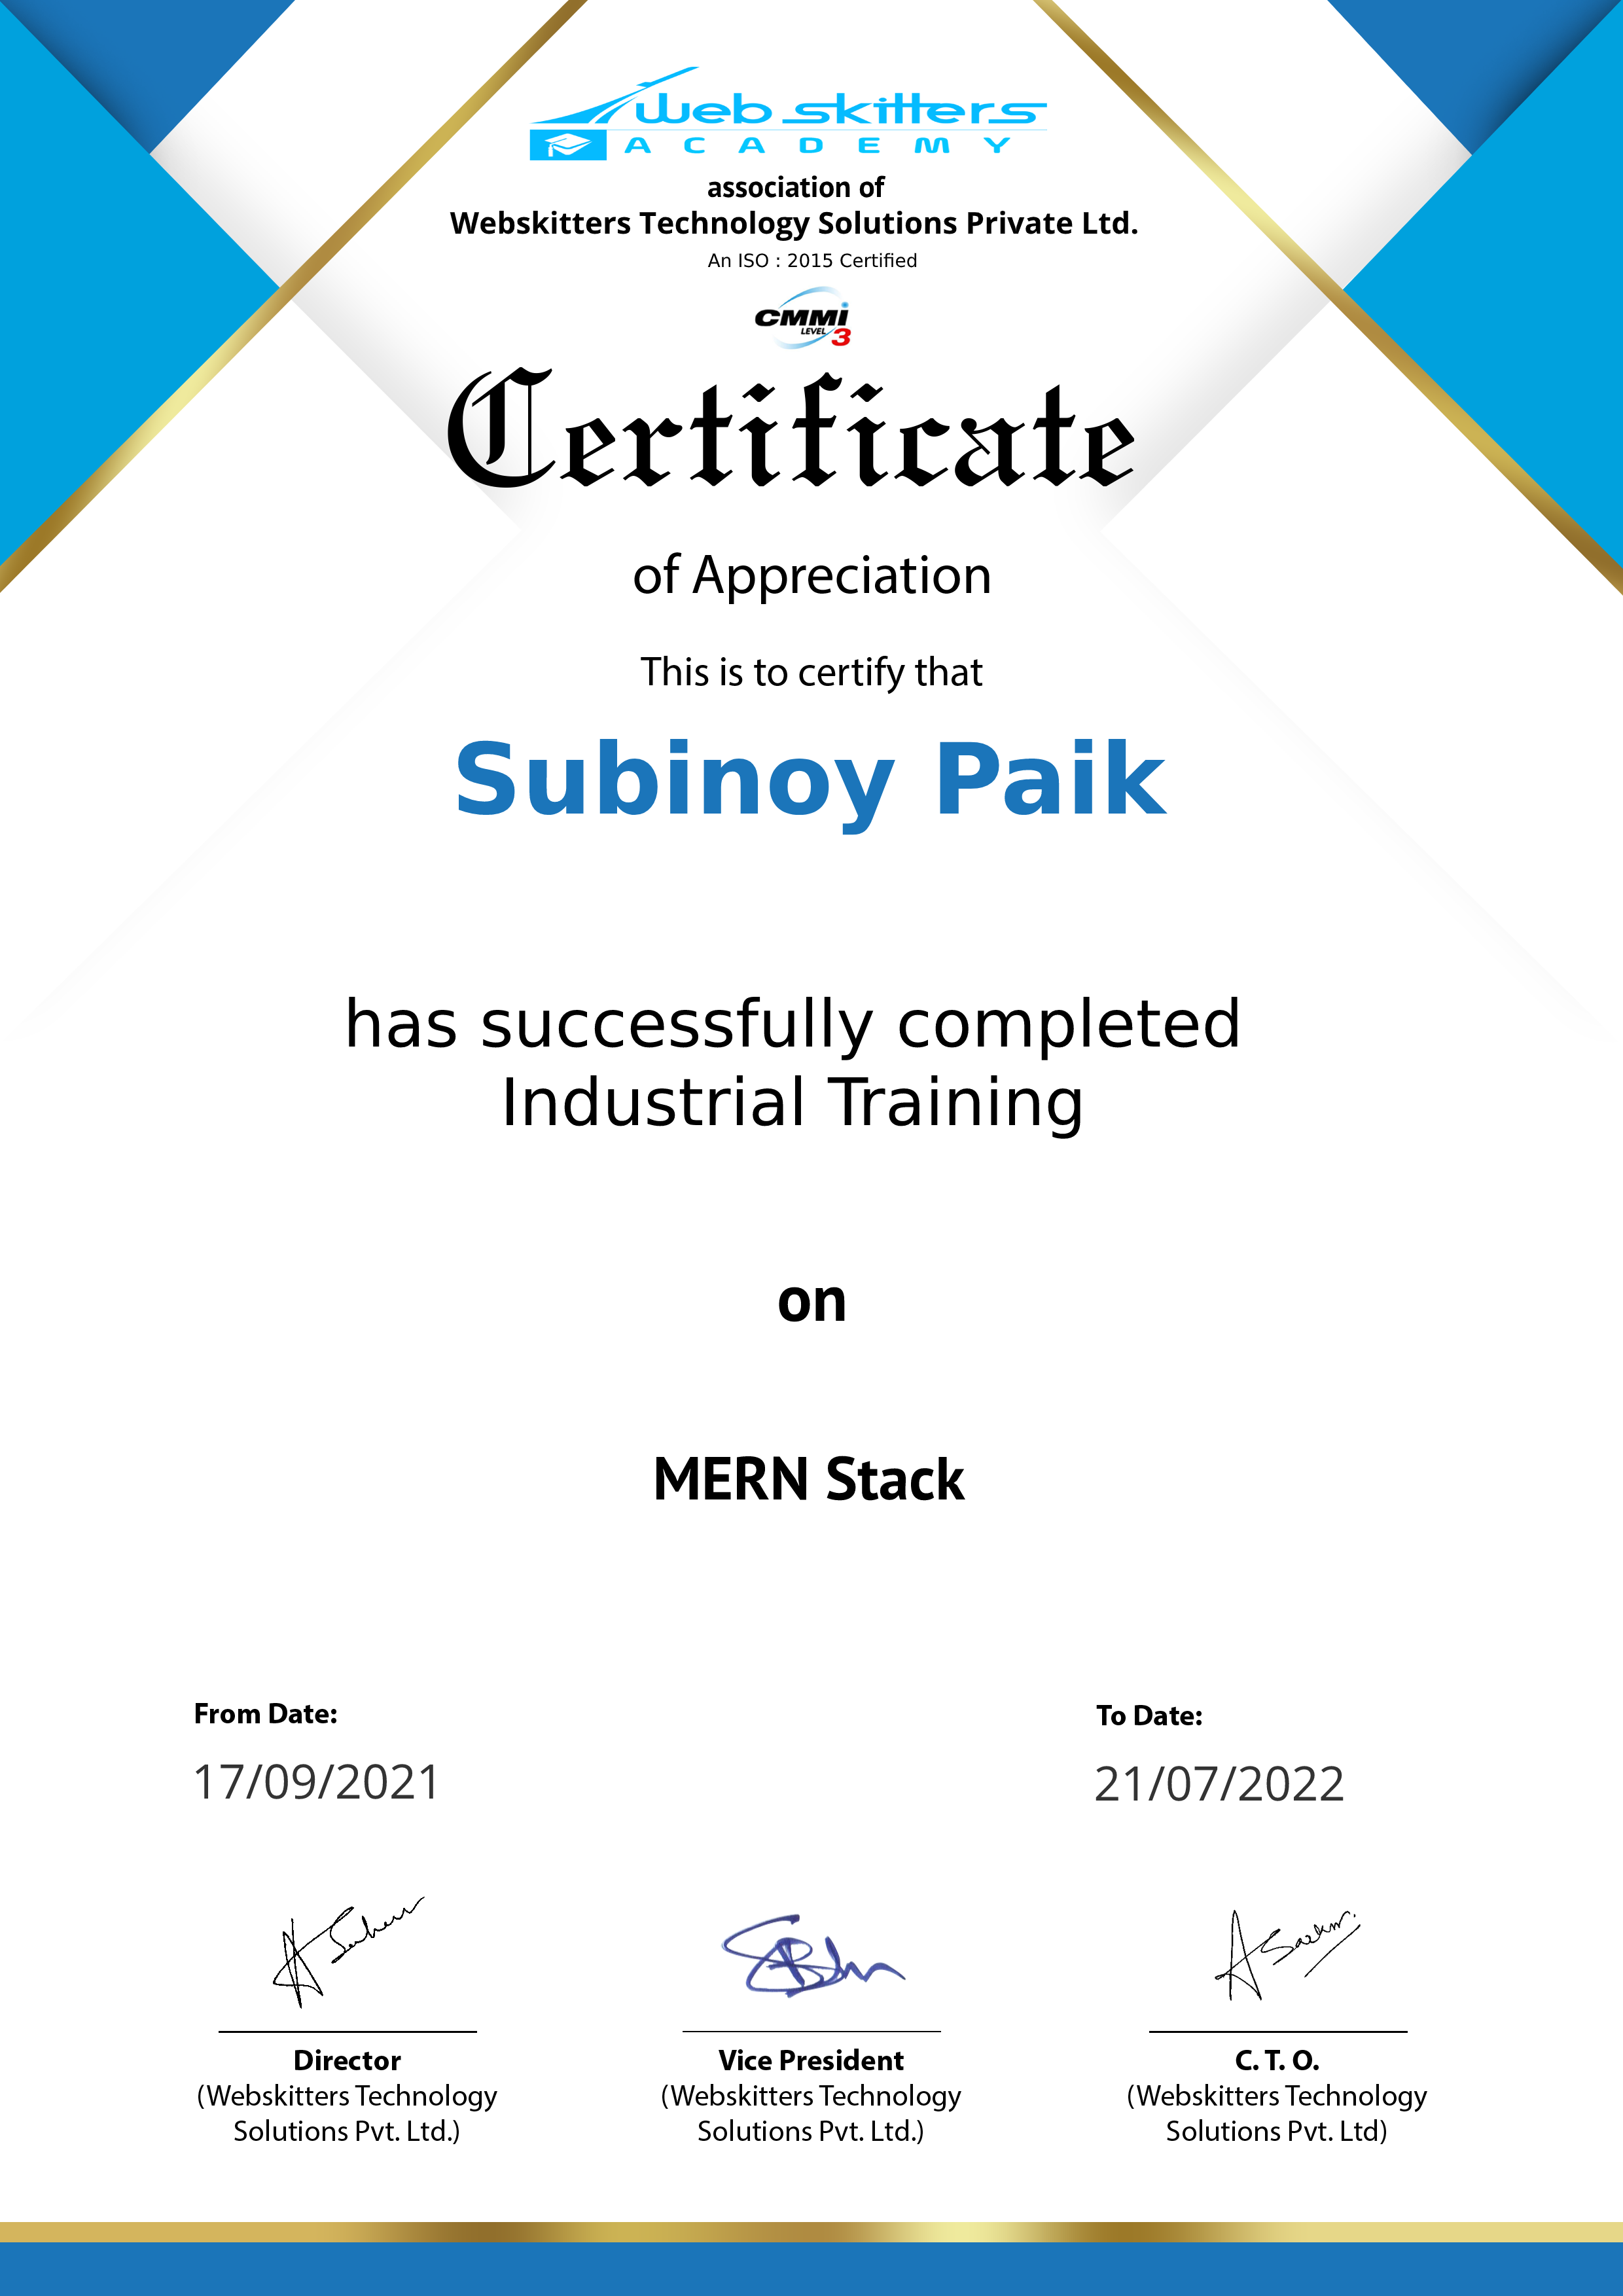 Web skitters
ACADEMY
association of
Webskitters Technology Solutions Private Ltd.
An ISO : 2015 Certified
CMMi
LEVEL 3
Certificate
of Appreciation
This is to certify that
Subinoy Paik
has successfully completed
Industrial Training
on
MERN Stack
From Date:
To Date:
17/09/2021
21/07/2022
Director
(Webskitters Technology
Solutions Pvt. Ltd.)
Vice President
(Webskitters Technology
Solutions Pvt. Ltd.)
C. T. O.
(Webskitters Technology
Solutions Pvt. Ltd)